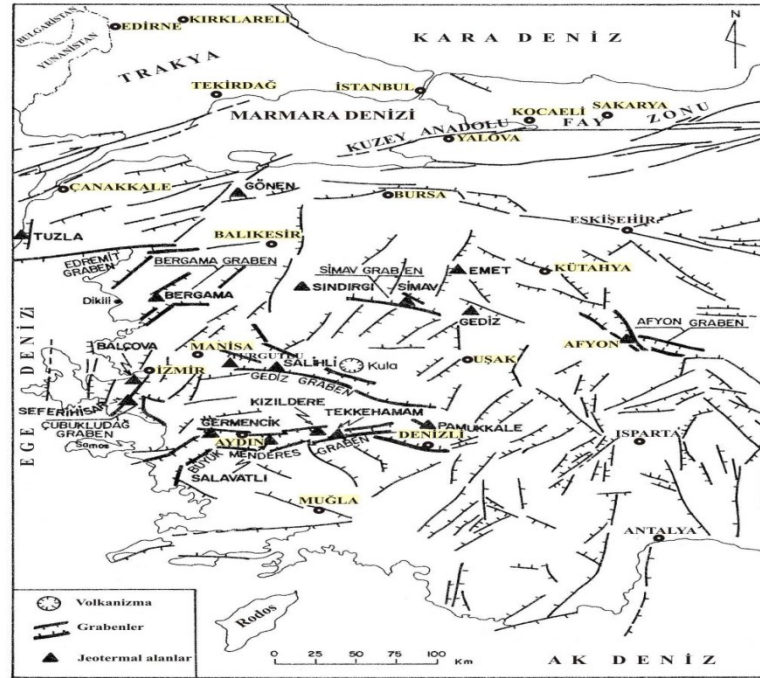 BULGARİSTAN
YUNANİSTAN
EDİRNE
KIRKLARELİ
KARA DENİZ
N
TRAKYA
TEKİRDAĞ
İSTANBUL
MARMARA DENİZİ
KOCAELİ
SAKARYA
KUZEY ANADOLU FAY ZONU
YALOVA
ÇANAKKALE
GÖNEN
BURSA
ESKİŞEHİR
TUZLA
BALIKESİR
EDREMİT
GRABEN
BERGAMA GRABEN
SİMAV GRABEN
EMET
KÜTAHYA
Dikili
BERGAMA
SINDIRGI
SİMAV
GEDİZ
AFYON
GRABEN
AFYON
EGE DENİZİ
BALÇOVA
MANİSA
TURGUTLU
SALİHLİ
Kula
UŞAK
İZMİR
GEDİZ GRABEN
SEFERİHİSAR
KIZILDERE
TEKKEHAMAM
ÇUBUKLUDAĞ
GRABEN
GERMENCİK
PAMUKKALE
ISPARTA
Samos
AYDIN
DENİZLİ
BÜYÜK MENDERES GRABEN
SALAVATLI
MUĞLA
ANTALYA
Volkanizma
Grabenler
Jeotermal alanlar
Rodos
0 25 50 75 100
Km
AK DENİZ